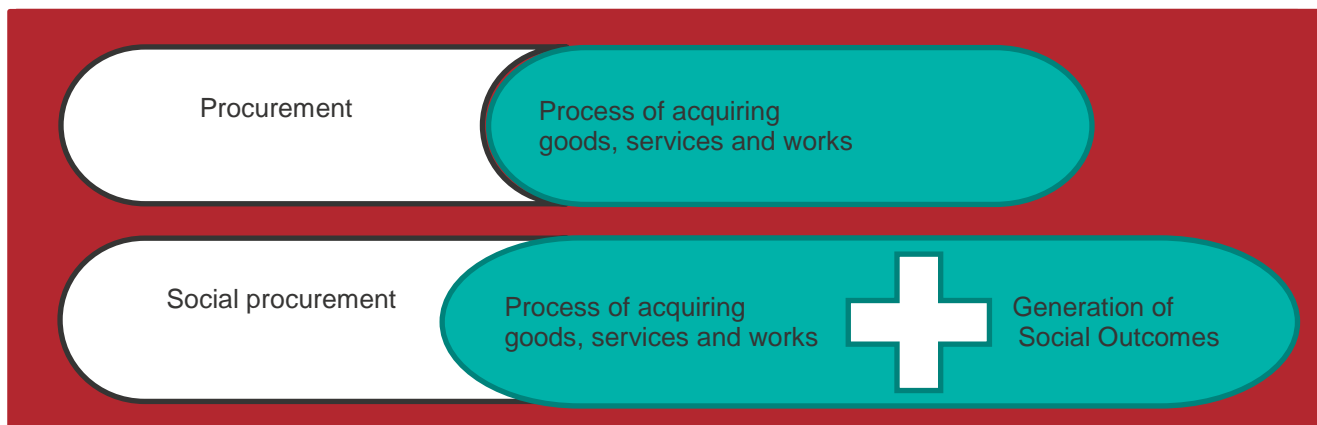 Procurement
Process of acquiring
goods, services and works
Social procurement
Process of acquiring
goods, services and works
Generation of
Social Outcomes